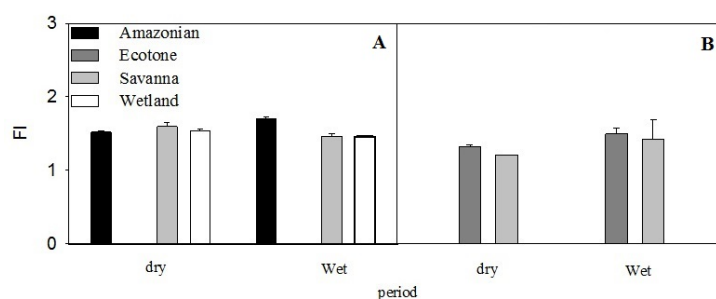 3
2
1
0
FI
Amazonian
Ecotone
Savanna
Wetland
A
B
dry
Wet
dry
Wet
period